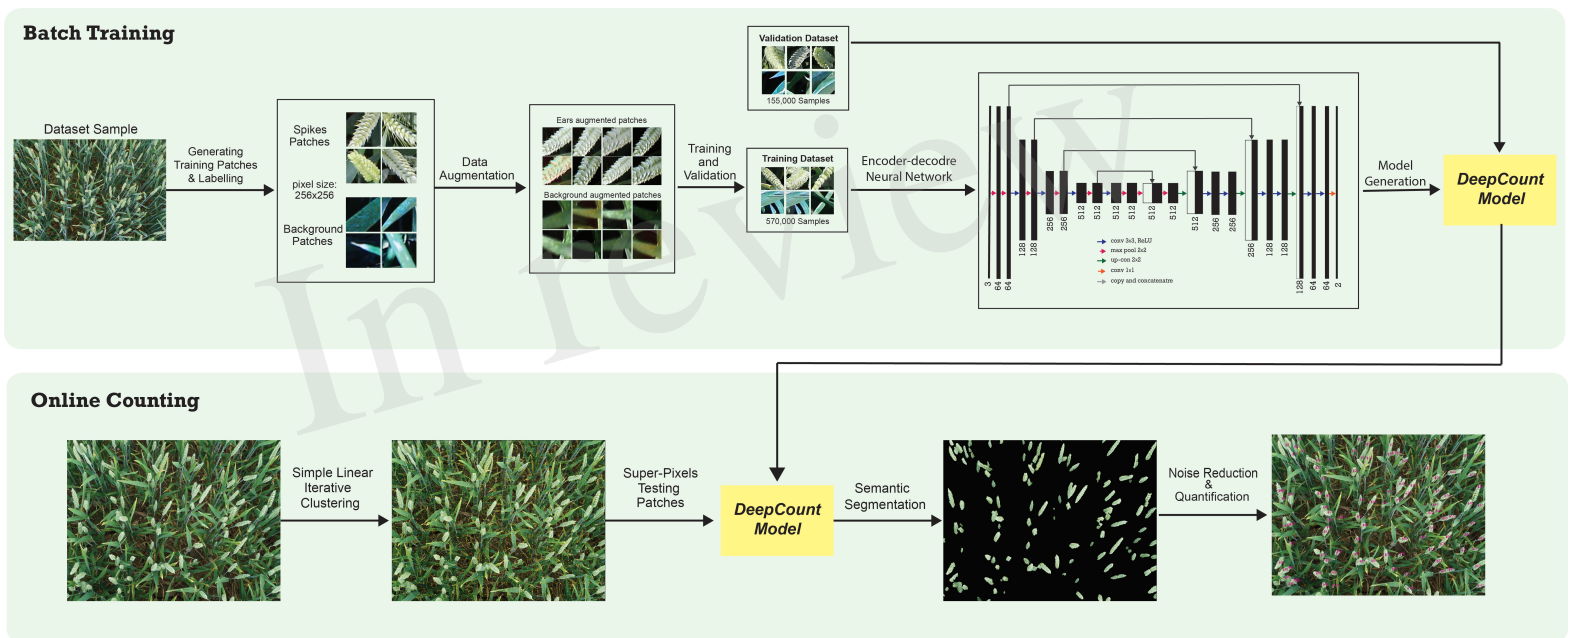 Batch Training
Dataset Sample
Generating
Training Patches
& Labelling
Spikes
Patches
pixel size:
256x256
Background
Patches
Data
Augmentation
Ears augmented patches
Background augmented patches
Training
and
Validation
Validation Dataset
155,000 Samples
Training Dataset
570,000 Samples
Encoder-decodre
Neural Network
3
64
64
128
128
256
256
512
512
512
512
512
512
512
256
256
256
128
128
128
64
64
2
conv 3x3, ReLU
max pool 2x2
up-con 2x2
conv 1x1
copy and concatenatre
Model
Generation
DeepCount
Model
Online Counting
Simple Linear
Iterative
Clustering
Super-Pixels
Testing
Patches
DeepCount
Model
Semantic
Segmentation
Noise Reduction
&
Quantification
In review